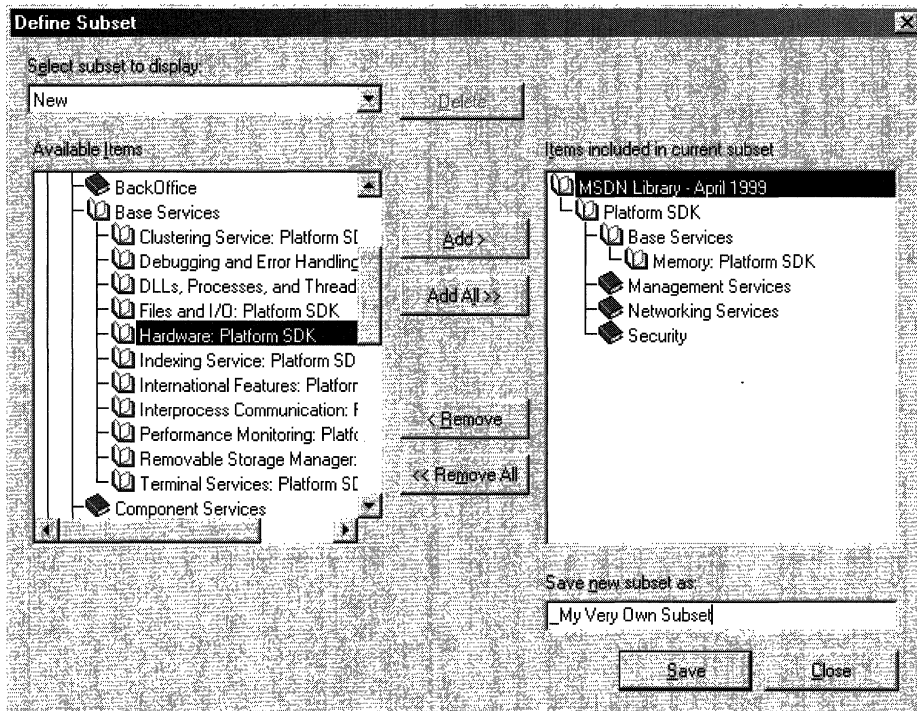 Define Subset
Select subset to display:
New
Delete
Available Items
BackOffice
Base Services
Clustering Service: Platform SD
Debugging and Error Handling
DLLs, Processes, and Thread
Files and I/O: Platform SDK
Hardware: Platform SDK
Indexing Service: Platform SD
International Features: Platforr
Interprocess Communication: F
Performance Monitoring: Platfo
Removable Storage Manager:
Terminal Services: Platform SD
Component Services
Add >
Add All >>
< Remove
<< Remove All
Items included in current subset
MSDN Library - April 1999
Platform SDK
Base Services
Memory: Platform SDK
Management Services
Networking Services
Security
Save new subset as:
_My Very Own Subset
Save
Close